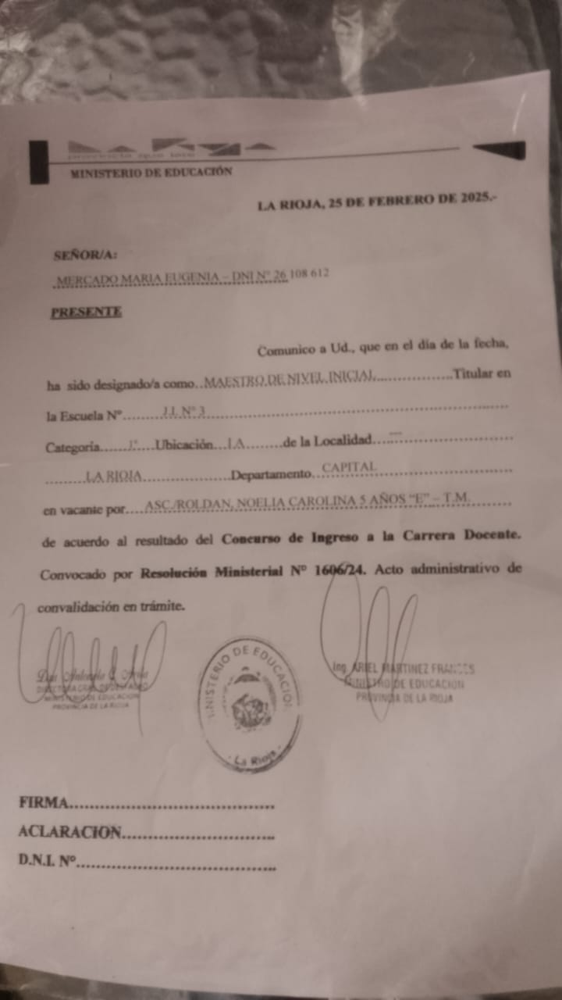 MINISTERIO DE EDUCACIÓN
LA RIOJA, 25 DE FEBRERO DE 2025.-
SEÑOR/A:
MERCADO MARIA EUGENIA – DNI N° 26 108 612
PRESENTE
Comunico a Ud., que en el día de la fecha,
ha sido designado/a como..MAESTRO DE NIVEL INICIAL..................Titular en
la Escuela Nº.........J.I. N° 3..........................................................................
Categoría......1°....Ubicación....1A........de la Localidad....---..........................
.........LA RIOJA....................Departamento..CAPITAL..............................
en vacante por....ASC./ROLDAN, NOELIA CAROLINA 5 AÑOS “E” – T.M..........
de acuerdo al resultado del Concurso de Ingreso a la Carrera Docente.
Convocado por Resolución Ministerial Nº 1606/24. Acto administrativo de
convalidación en trámite.
MINISTERIO DE EDUCACION
PROVINCIA DE LA RIOJA
MINISTERIO DE EDUCACION
La Rioja
Ing. ARIEL MARTINEZ FRANCES
MINISTRO DE EDUCACION
PROVINCIA DE LA RIOJA
FIRMA.......................................
ACLARACION.............................
D.N.I. Nº......................................